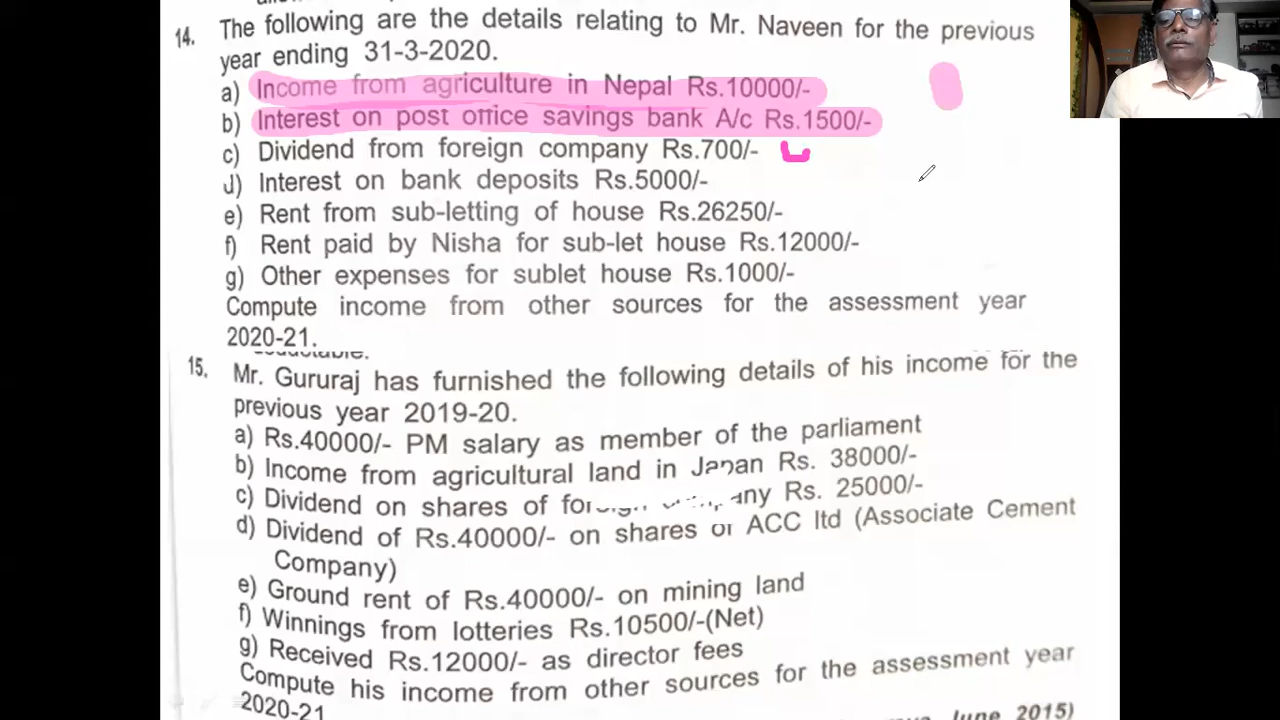 14. The following are the details relating to Mr. Naveen for the previous
year ending 31-3-2020.
a) Income from agriculture in Nepal Rs.10000/-
b) Interest on post office savings bank A/c Rs.1500/-
c) Dividend from foreign company Rs.700/-
d) Interest on bank deposits Rs.5000/-
e) Rent from sub-letting of house Rs.26250/-
f) Rent paid by Nisha for sub-let house Rs.12000/-
g) Other expenses for sublet house Rs.1000/-
Compute income from other sources for the assessment year
2020-21.
15. Mr. Gururaj has furnished the following details of his income for the
previous year 2019-20.
a) Rs.40000/- PM salary as member of the parliament
b) Income from agricultural land in Japan Rs. 38000/-
c) Dividend on shares of foreign company Rs. 25000/-
d) Dividend of Rs.40000/- on shares of ACC ltd (Associate Cement
Company)
e) Ground rent of Rs.40000/- on mining land
f) Winnings from lotteries Rs.10500/-(Net)
g) Received Rs.12000/- as director fees
Compute his income from other sources for the assessment year
2020-21
June 2015)